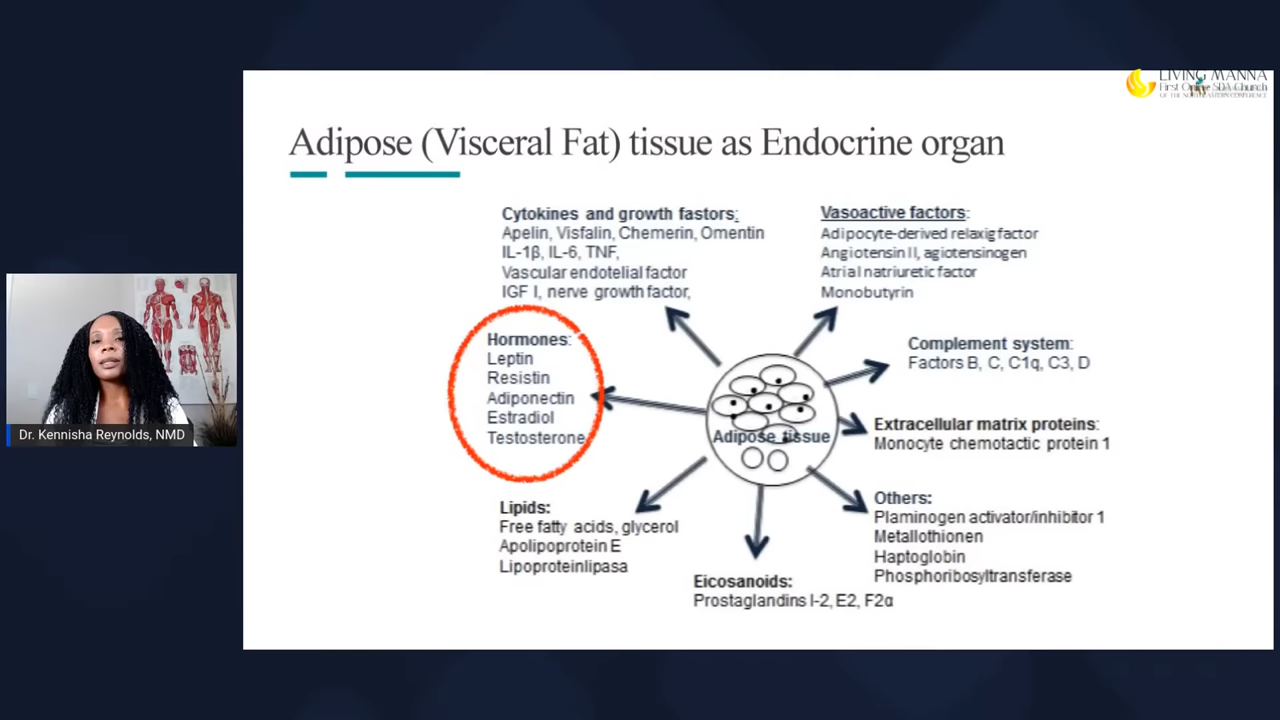 LIVING MANNA
First Online SDA Church
OF THE NORTHEASTERN CONFERENCE
Adipose (Visceral Fat) tissue as Endocrine organ
Cytokines and growth fastors:
Apelin, Visfalin, Chemerin, Omentin
IL-1β, IL-6, TNF,
Vascular endotelial factor
IGF I, nerve growth factor,
Vasoactive factors:
Adipocyte-derived relaxig factor
Angiotensin II, agiotensinogen
Atrial natriuretic factor
Monobutyrin
Hormones:
Leptin
Resistin
Adiponectin
Estradiol
Testosterone
Complement system:
Factors B, C, C1q, C3, D
Adipose tissue
Extracellular matrix proteins:
Monocyte chemotactic protein 1
Lipids:
Free fatty acids, glycerol
Apolipoprotein E
Lipoproteinlipasa
Others:
Plaminogen activator/inhibitor 1
Metallothionen
Haptoglobin
Phosphoribosyltransferase
Eicosanoids:
Prostaglandins I-2, E2, F2α
Dr. Kennisha Reynolds, NMD